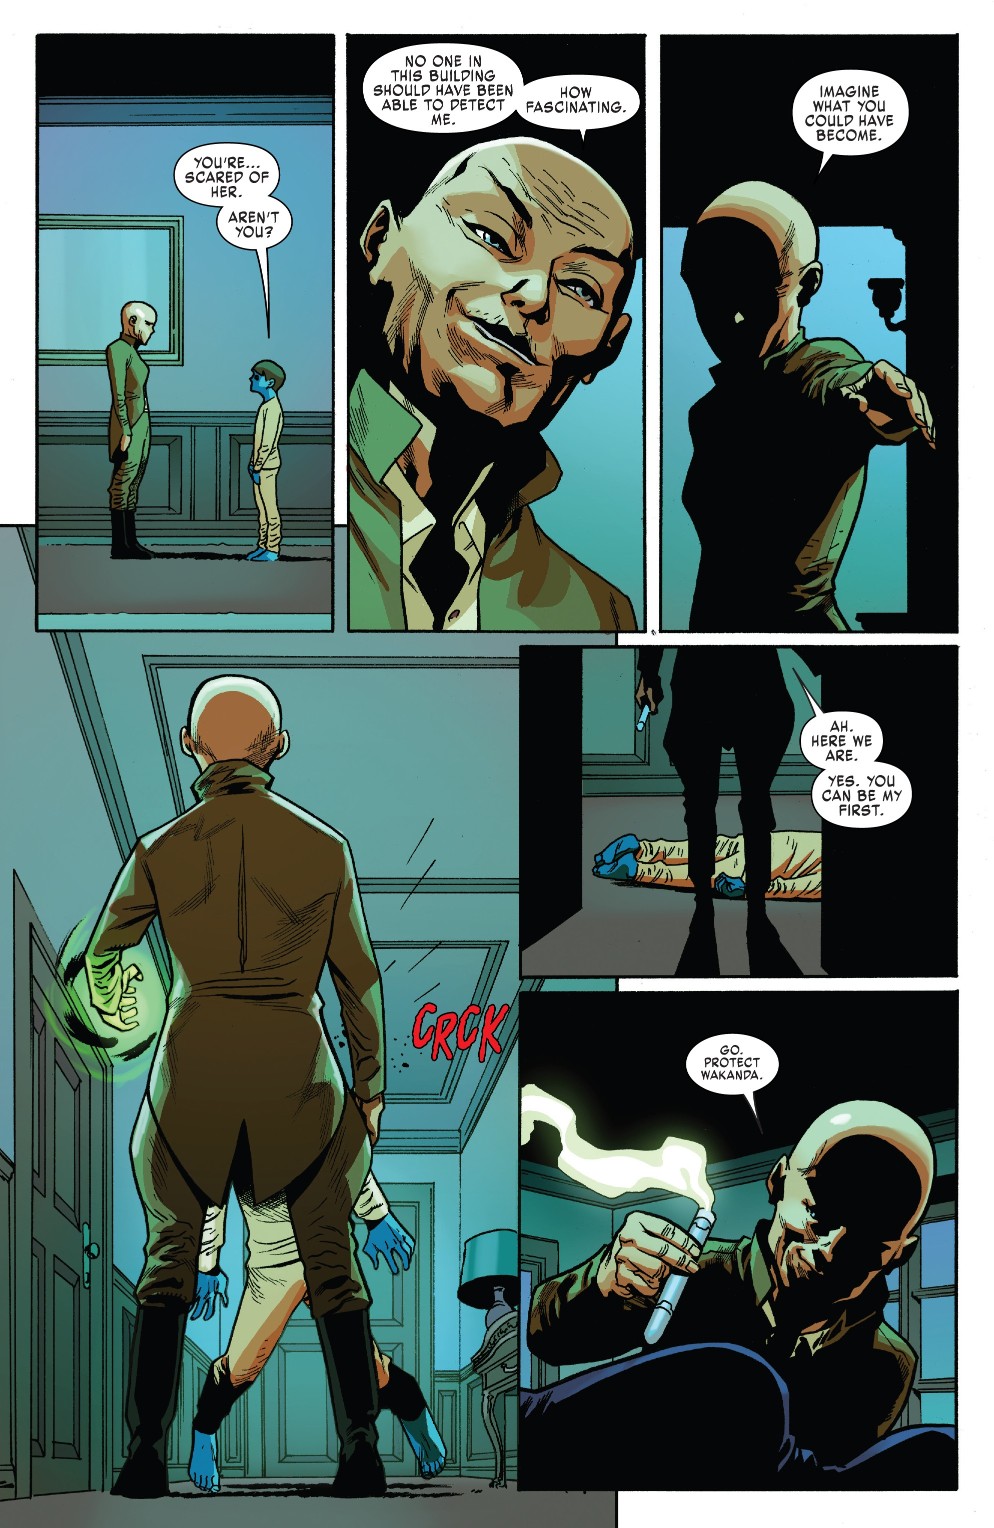 YOU'RE...
SCARED OF
HER.
AREN'T
YOU?
NO ONE IN
THIS BUILDING
SHOULD HAVE BEEN
ABLE TO DETECT
ME.
HOW
FASCINATING.
IMAGINE
WHAT YOU
COULD HAVE
BECOME.
CRCK
AH.
HERE WE
ARE.
YES. YOU
CAN BE MY
FIRST.
GO.
PROTECT
WAKANDA.